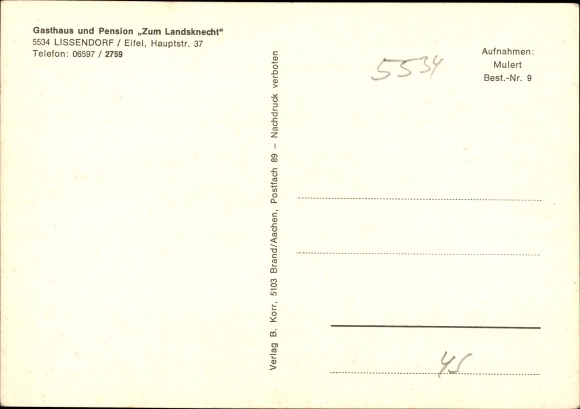 Gasthaus und Pension „Zum Landsknecht“
5534 LISSENDORF / Eifel, Hauptstr. 37
Telefon: 06597 / 2759
Verlag B. Korr, 5103 Brand/Aachen, Postfach 89 – Nachdruck verboten
5534
Aufnahmen:
Mulert
Best.-Nr. 9
45